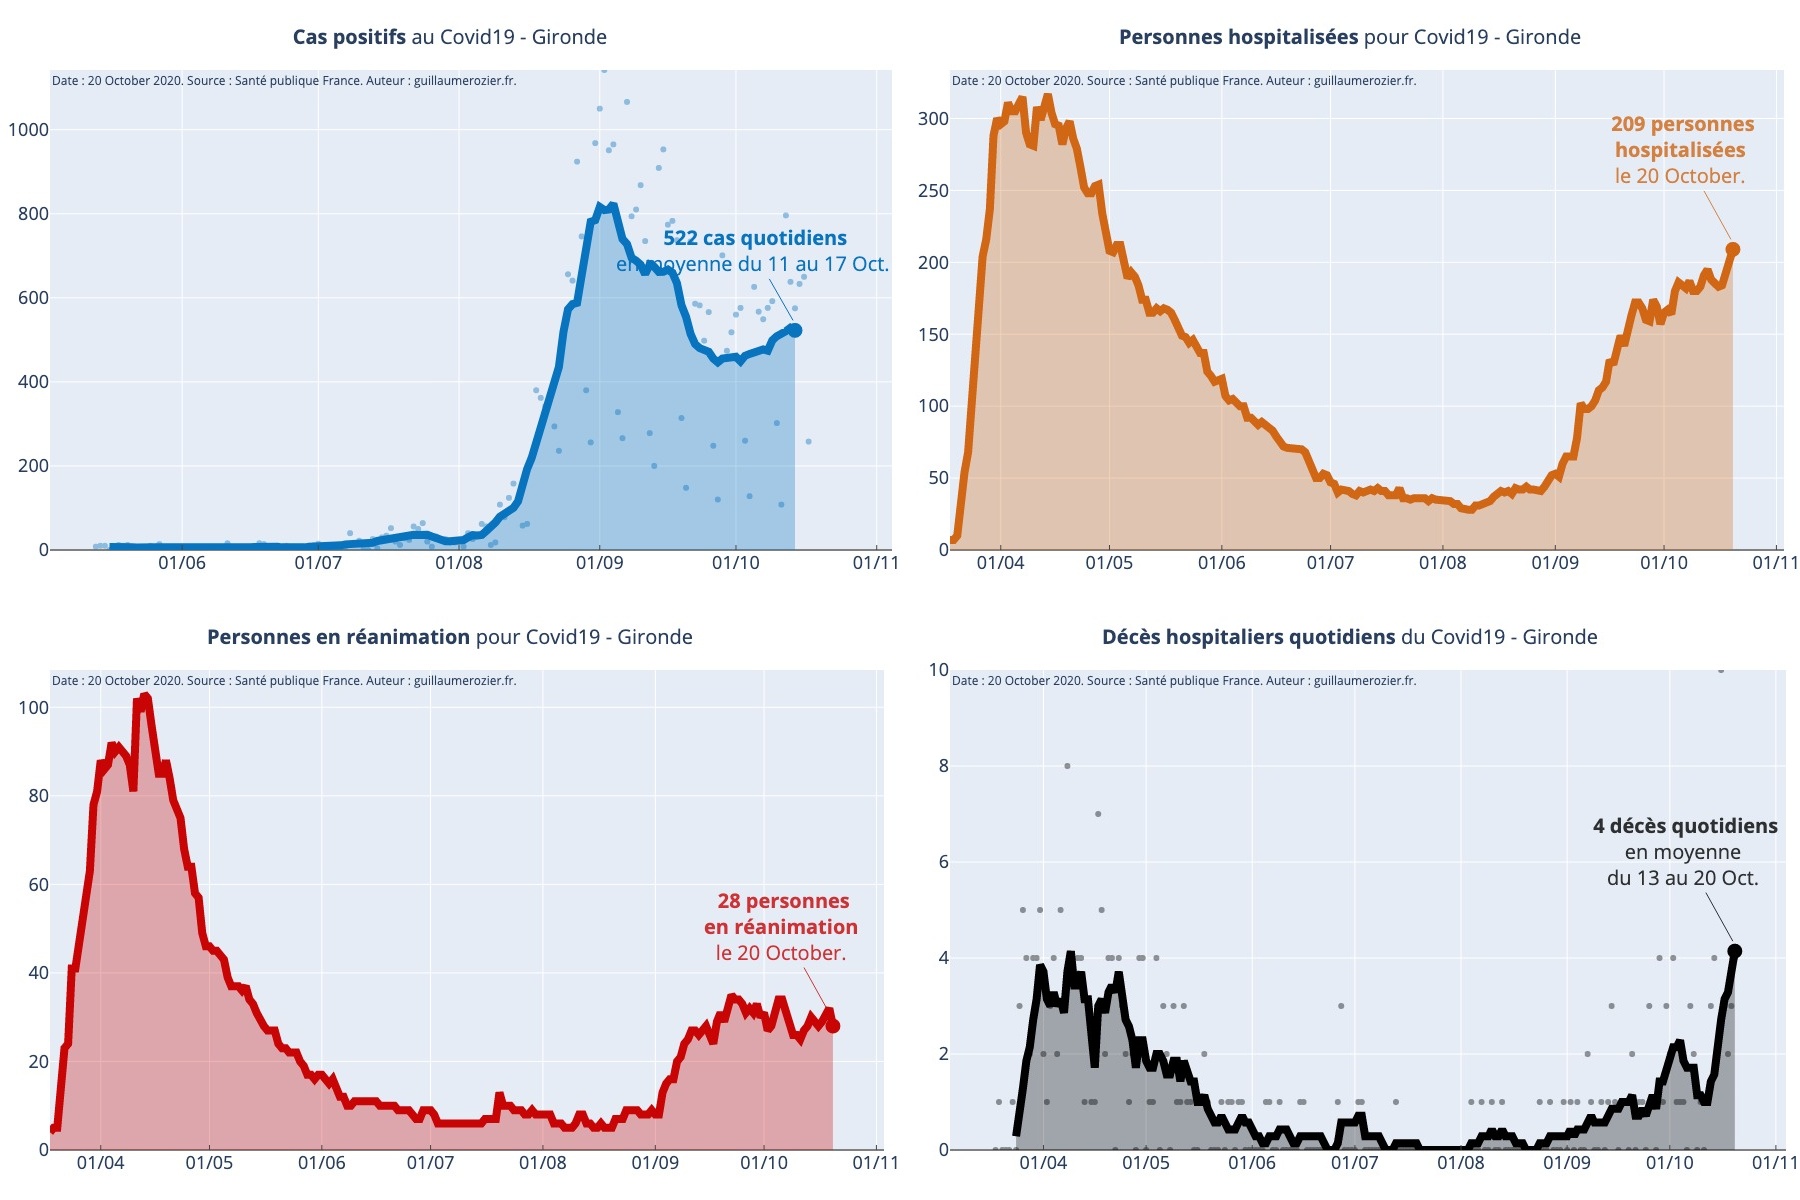 Cas positifs au Covid19 - Gironde
Date : 20 October 2020. Source : Santé publique France. Auteur : guillaumerozier.fr.
1000
800
600
400
200
0
522 cas quotidiens
en moyenne du 11 au 17 Oct.
01/06 01/07 01/08 01/09 01/10 01/11
Personnes hospitalisées pour Covid19 - Gironde
Date : 20 October 2020. Source : Santé publique France. Auteur : guillaumerozier.fr.
300
250
200
150
100
50
0
209 personnes
hospitalisées
le 20 October.
01/04 01/05 01/06 01/07 01/08 01/09 01/10 01/11
Personnes en réanimation pour Covid19 - Gironde
Date : 20 October 2020. Source : Santé publique France. Auteur : guillaumerozier.fr.
100
80
60
40
20
0
28 personnes
en réanimation
le 20 October.
01/04 01/05 01/06 01/07 01/08 01/09 01/10 01/11
Décès hospitaliers quotidiens du Covid19 - Gironde
Date : 20 October 2020. Source : Santé publique France. Auteur : guillaumerozier.fr.
10
8
6
4
2
0
4 décès quotidiens
en moyenne
du 13 au 20 Oct.
01/04 01/05 01/06 01/07 01/08 01/09 01/10 01/11